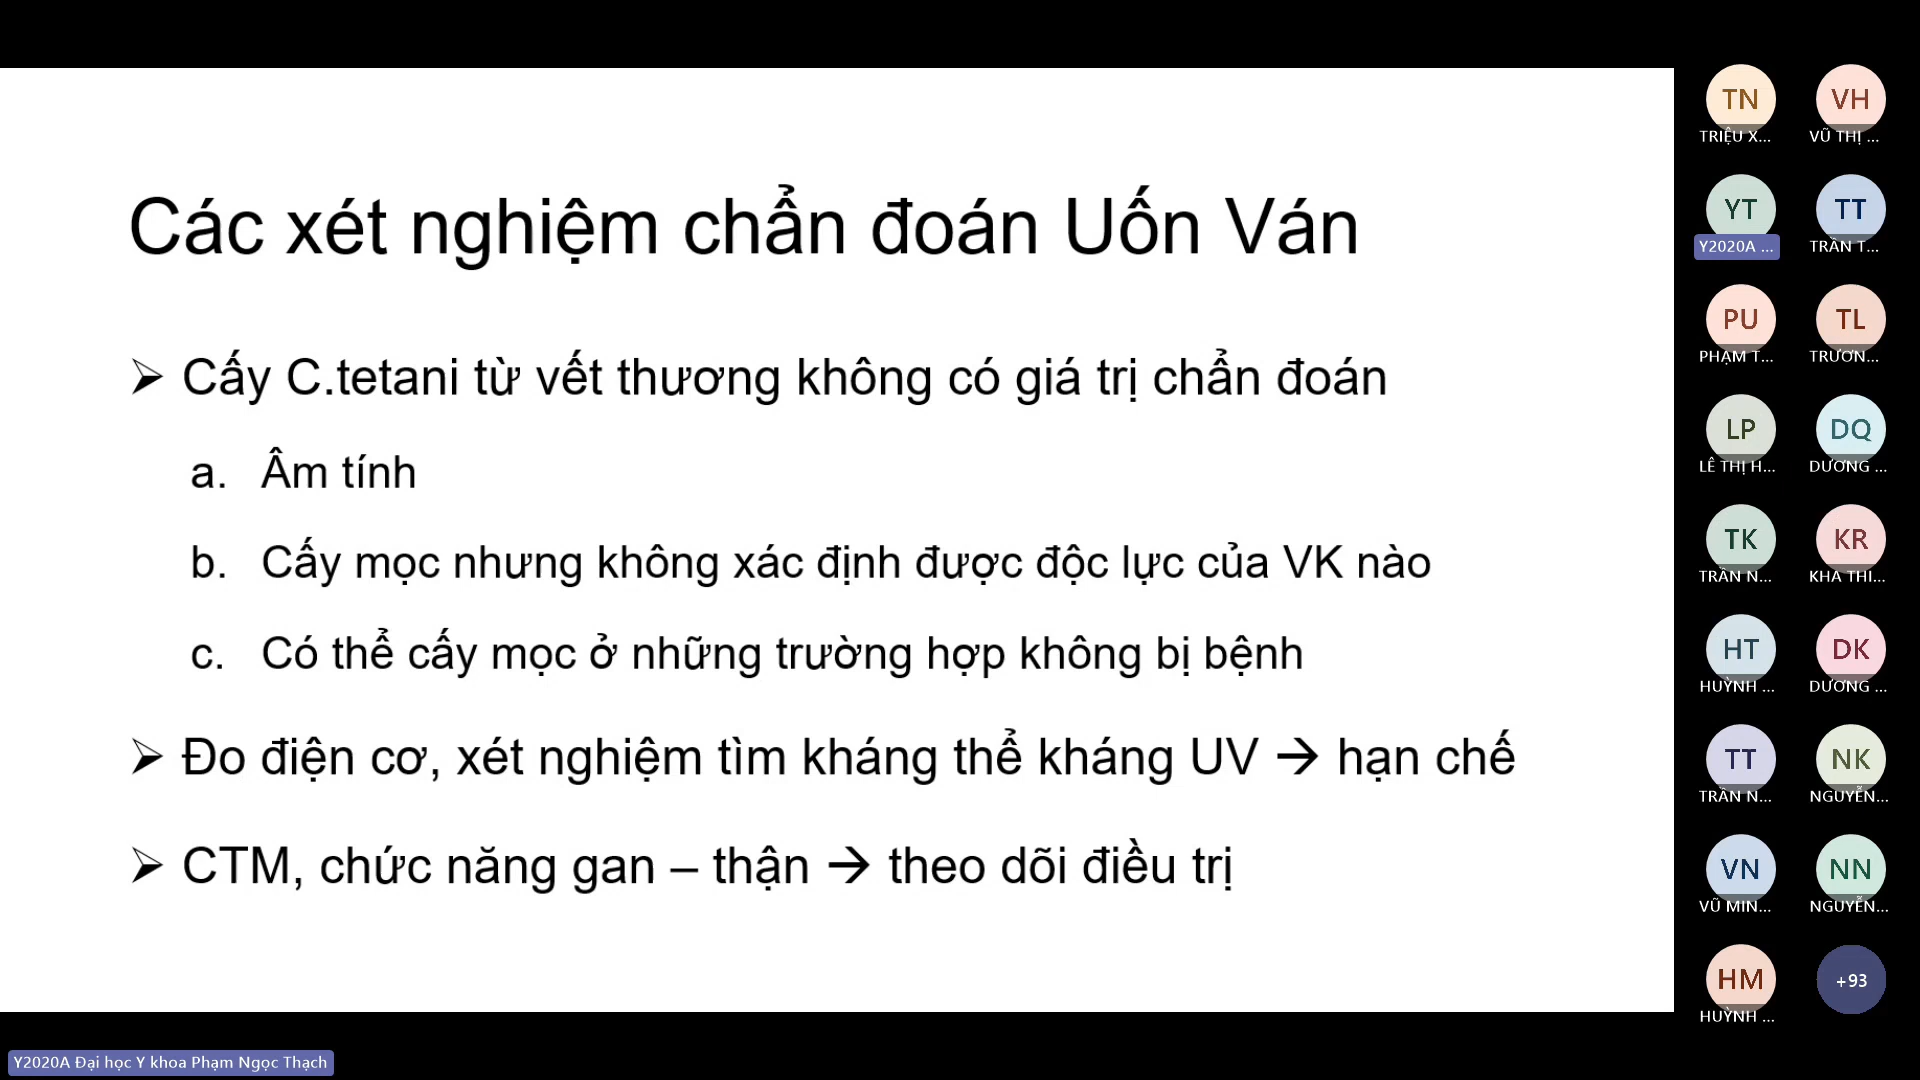 Các xét nghiệm chẩn đoán Uốn Ván
➢ Cấy C.tetani từ vết thương không có giá trị chẩn đoán
a. Âm tính
b. Cấy mọc nhưng không xác định được độc lực của VK nào
c. Có thể cấy mọc ở những trường hợp không bị bệnh
➢ Đo điện cơ, xét nghiệm tìm kháng thể kháng UV → hạn chế
➢ CTM, chức năng gan – thận → theo dõi điều trị
TN
TRIỆU X...
VH
VŨ THỊ ...
YT
Y2020A ...
TT
TRẦN T...
PU
PHẠM T...
TL
TRƯƠN...
LP
LÊ THỊ H...
DQ
DƯƠNG ...
TK
TRẦN N...
KR
KHA THI...
HT
HUỲNH ...
DK
DƯƠNG ...
TT
TRẦN N...
NK
NGUYỄN...
VN
VŨ MIN...
NN
NGUYỄN...
HM
HUỲNH ...
+93
Y2020A Đại học Y khoa Phạm Ngọc Thạch